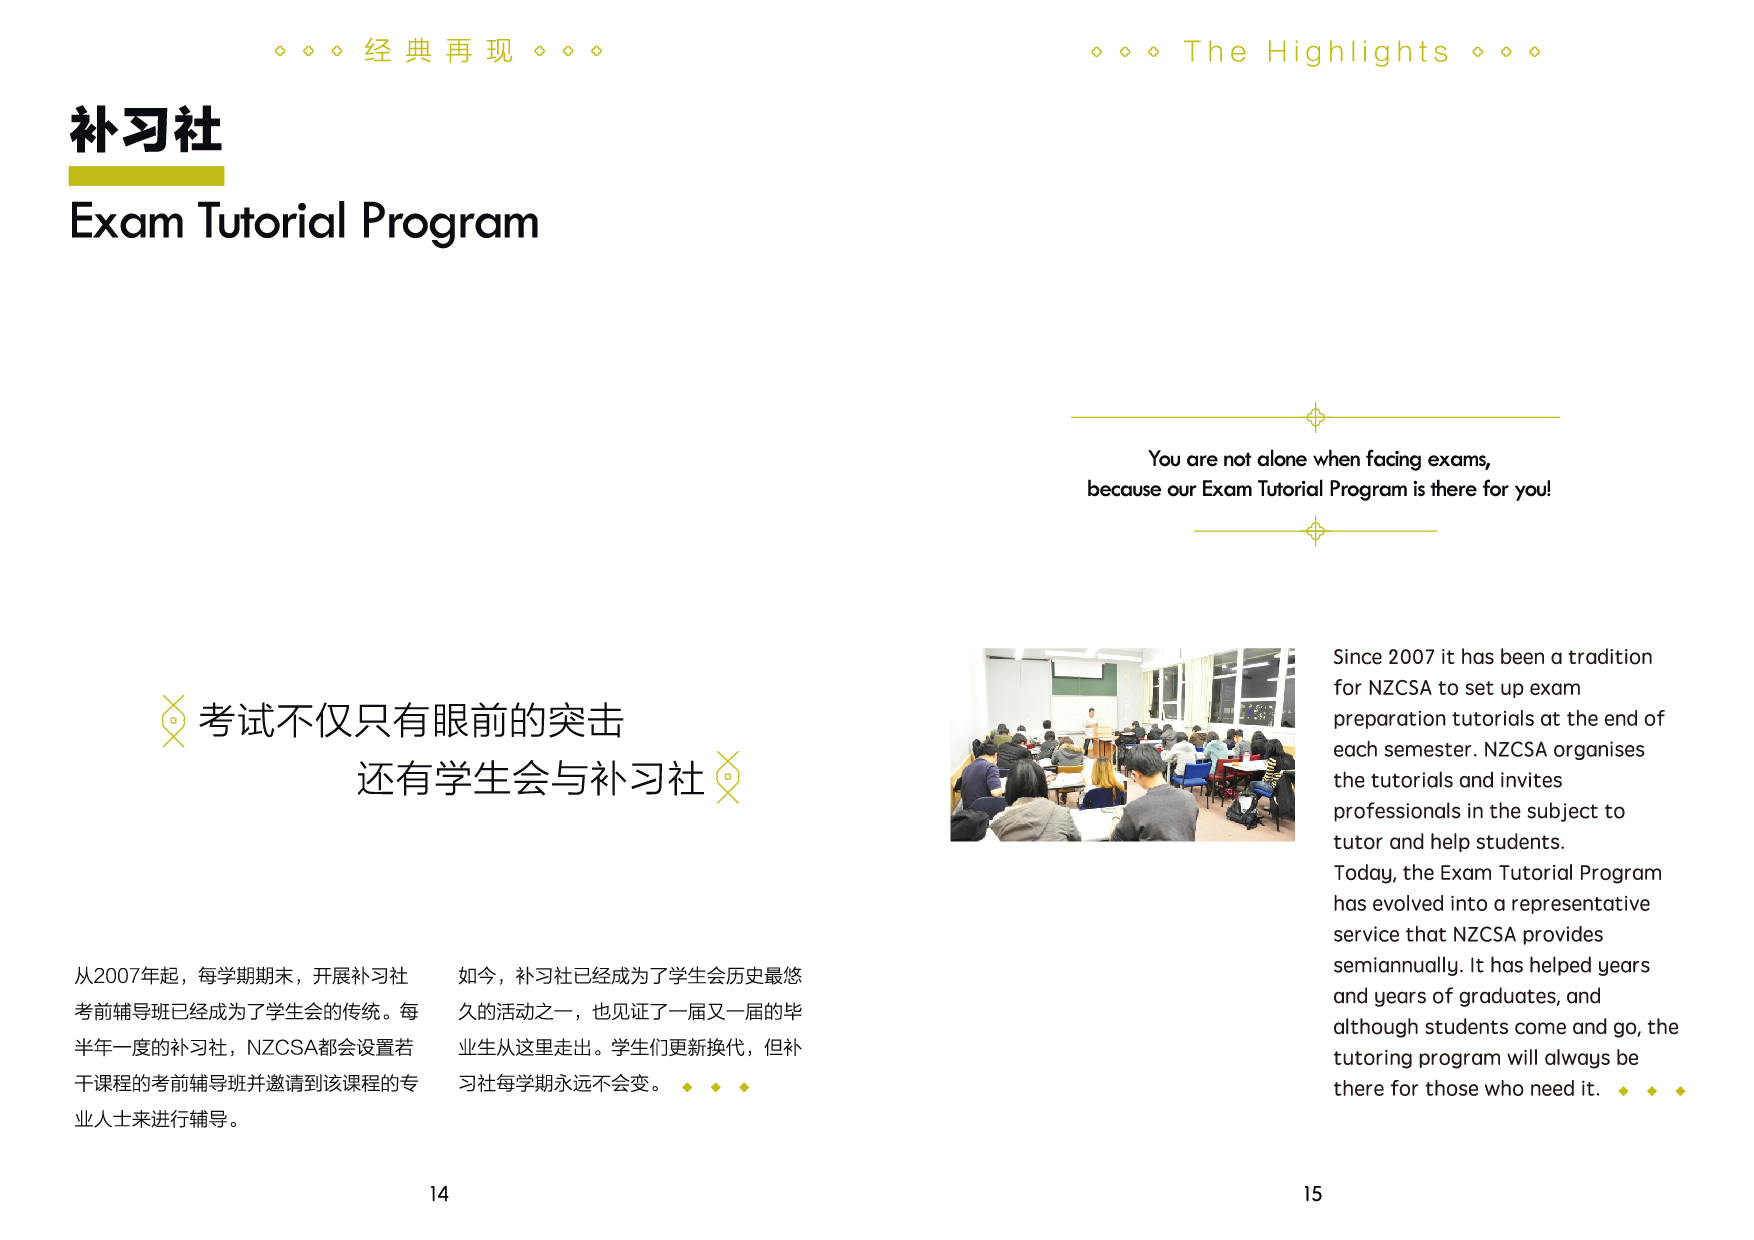 经典再现
补习社
Exam Tutorial Program
考试不仅只有眼前的突击
还有学生会与补习社
从2007年起，每学期期末，开展补习社
考前辅导班已经成为了学生会的传统。每
半年一度的补习社，NZCSA都会设置若
干课程的考前辅导班并邀请到该课程的专
业人士来进行辅导。
如今，补习社已经成为了学生会历史最悠
久的活动之一，也见证了一届又一届的毕
业生从这里走出。学生们更新换代，但补
习社每学期永远不会变。
14
The Highlights
You are not alone when facing exams,
because our Exam Tutorial Program is there for you!
Since 2007 it has been a tradition
for NZCSA to set up exam
preparation tutorials at the end of
each semester. NZCSA organises
the tutorials and invites
professionals in the subject to
tutor and help students.
Today, the Exam Tutorial Program
has evolved into a representative
service that NZCSA provides
semiannually. It has helped years
and years of graduates, and
although students come and go, the
tutoring program will always be
there for those who need it.
15